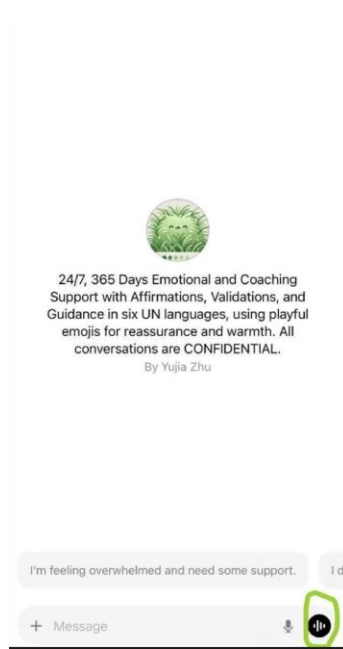 24/7, 365 Days Emotional and Coaching
Support with Affirmations, Validations, and
Guidance in six UN languages, using playful
emojis for reassurance and warmth. All
conversations are CONFIDENTIAL.
By Yujia Zhu
I'm feeling overwhelmed and need some support.
I d
Message